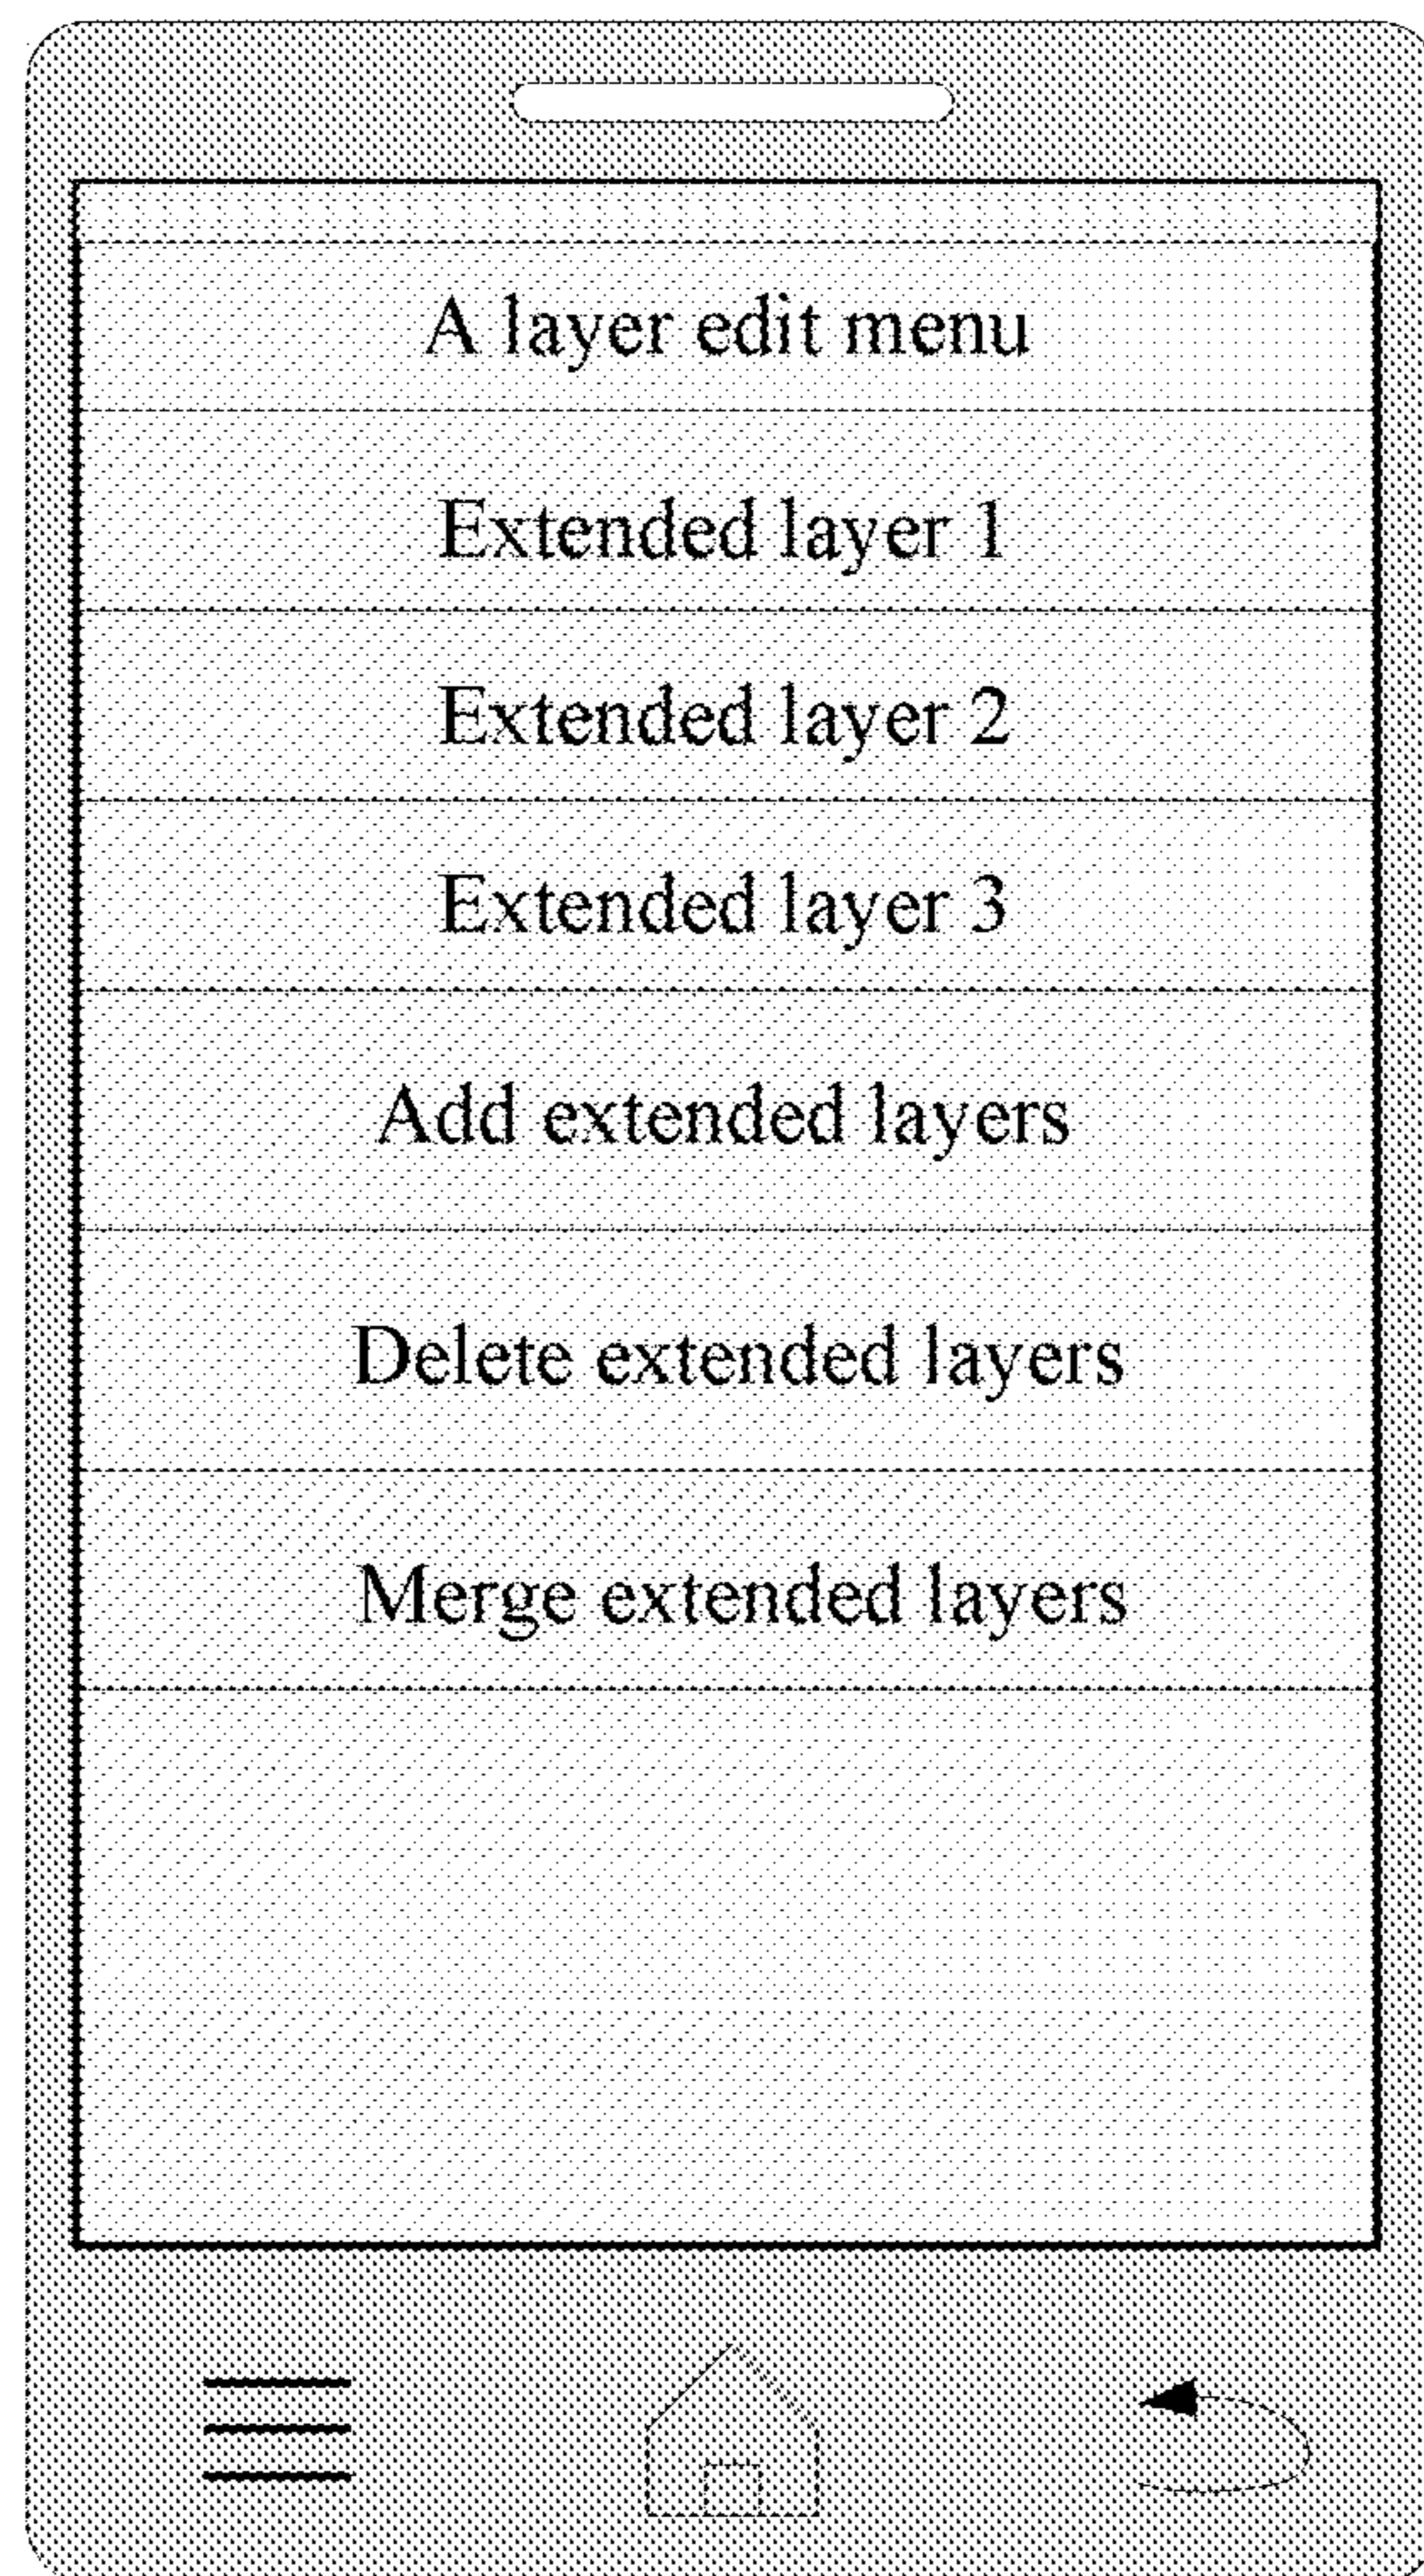 A layer edit menu
Extended layer 1
Extended layer 2
Extended layer 3
Add extended layers
Delete extended layers
Merge extended layers